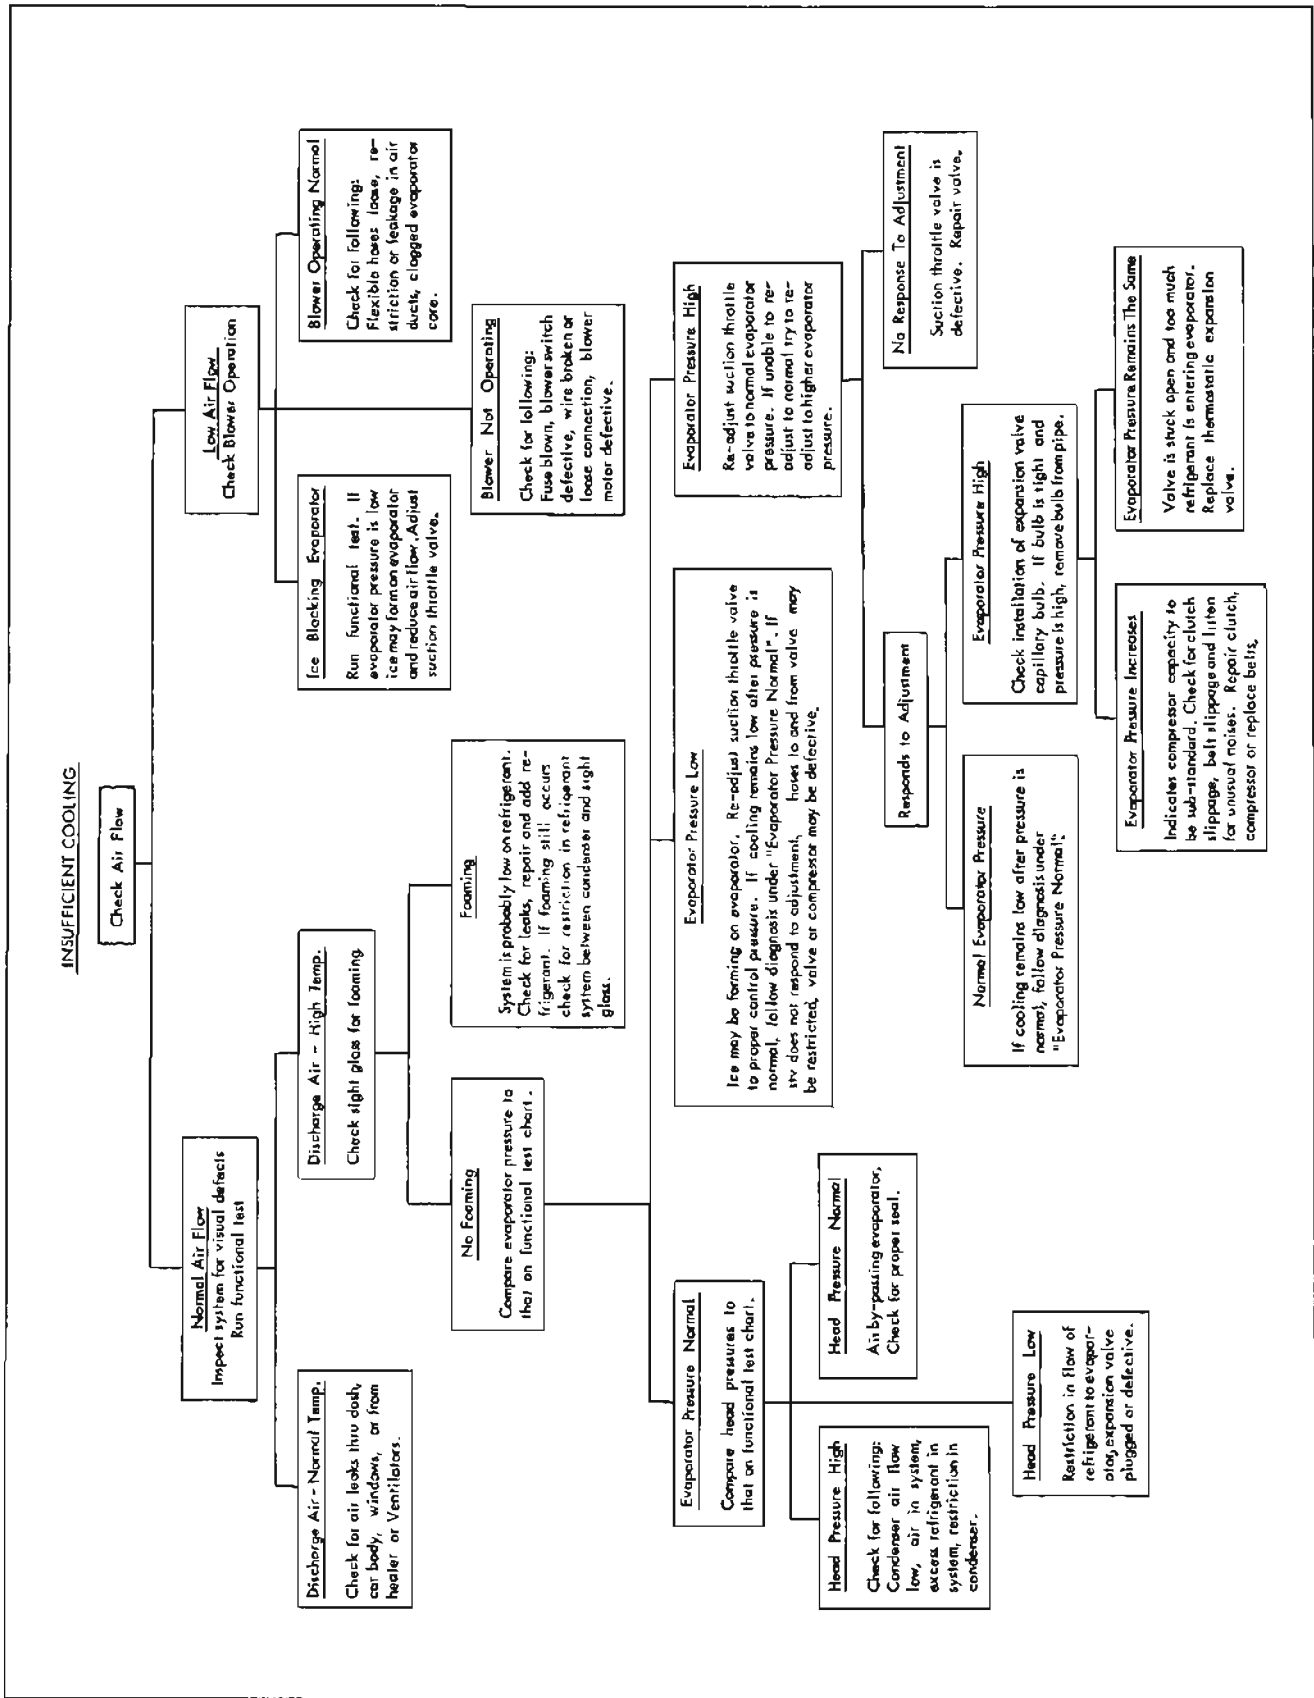 INSUFFICIENT COOLING
Check Air Flow
Normal Air Flow
Inspect system for visual defects
Run functional test
Low Air Flow
Check Blower Operation
Discharge Air - Normal Temp.
Check for air leaks thru dash,
car body, windows, or from
heater or Ventilators.
Discharge Air - High Temp.
Check sight glass for foaming
Ice Blocking Evaporator
Run functional test. If
evaporator pressure is low
ice may form on evaporator
and reduce air flow. Adjust
suction throttle valve.
Blower Operating Normal
Check for following:
Flexible hoses loose, re-
striction or leakage in air
ducts, clogged evaporator
core.
No Foaming
Compare evaporator pressure to
that on functional test chart.
Foaming
System is probably low on refrigerant.
Check for leaks, repair and add re-
frigerant. If foaming still occurs
check for restriction in refrigerant
system between condenser and sight
glass.
Blower Not Operating
Check for following:
Fuse blown, blower switch
defective, wire broken or
loose connection, blower
motor defective.
Evaporator Pressure Normal
Compare head pressures to
that on functional test chart.
Evaporator Pressure Low
Ice may be forming on evaporator. Re-adjust suction throttle valve
to proper control pressure. If cooling remains low after pressure is
normal, follow diagnosis under "Evaporator Pressure Normal". If
stv does not respond to adjustment, hoses to and from valve may
be restricted, valve or compressor may be defective.
Evaporator Pressure High
Re-adjust suction throttle
valve to normal evaporator
pressure. If unable to re-
adjust to normal try to re-
adjust to higher evaporator
pressure.
Head Pressure High
Check for following:
Condenser air flow
low, air in system,
excess refrigerant in
system, restriction in
condenser.
Head Pressure Normal
Air by-passing evaporator,
Check for proper seal.
Responds to Adjustment
No Response To Adjustment
Suction throttle valve is
defective. Repair valve.
Head Pressure Low
Restriction in flow of
refrigerant to evapor-
ator, expansion valve
plugged or defective.
Normal Evaporator Pressure
If cooling remains low after pressure is
normal, follow diagnosis under
"Evaporator Pressure Normal".
Evaporator Pressure High
Check installation of expansion valve
capillary bulb. If bulb is tight and
pressure is high, remove bulb from pipe.
Evaporator Pressure Increases
Indicates compressor capacity to
be sub-standard. Check for clutch
slippage, belt slippage and listen
for unusual noises. Repair clutch,
compressor or replace belts.
Evaporator Pressure Remains The Same
Valve is stuck open and too much
refrigerant is entering evaporator.
Replace thermostatic expansion
valve.